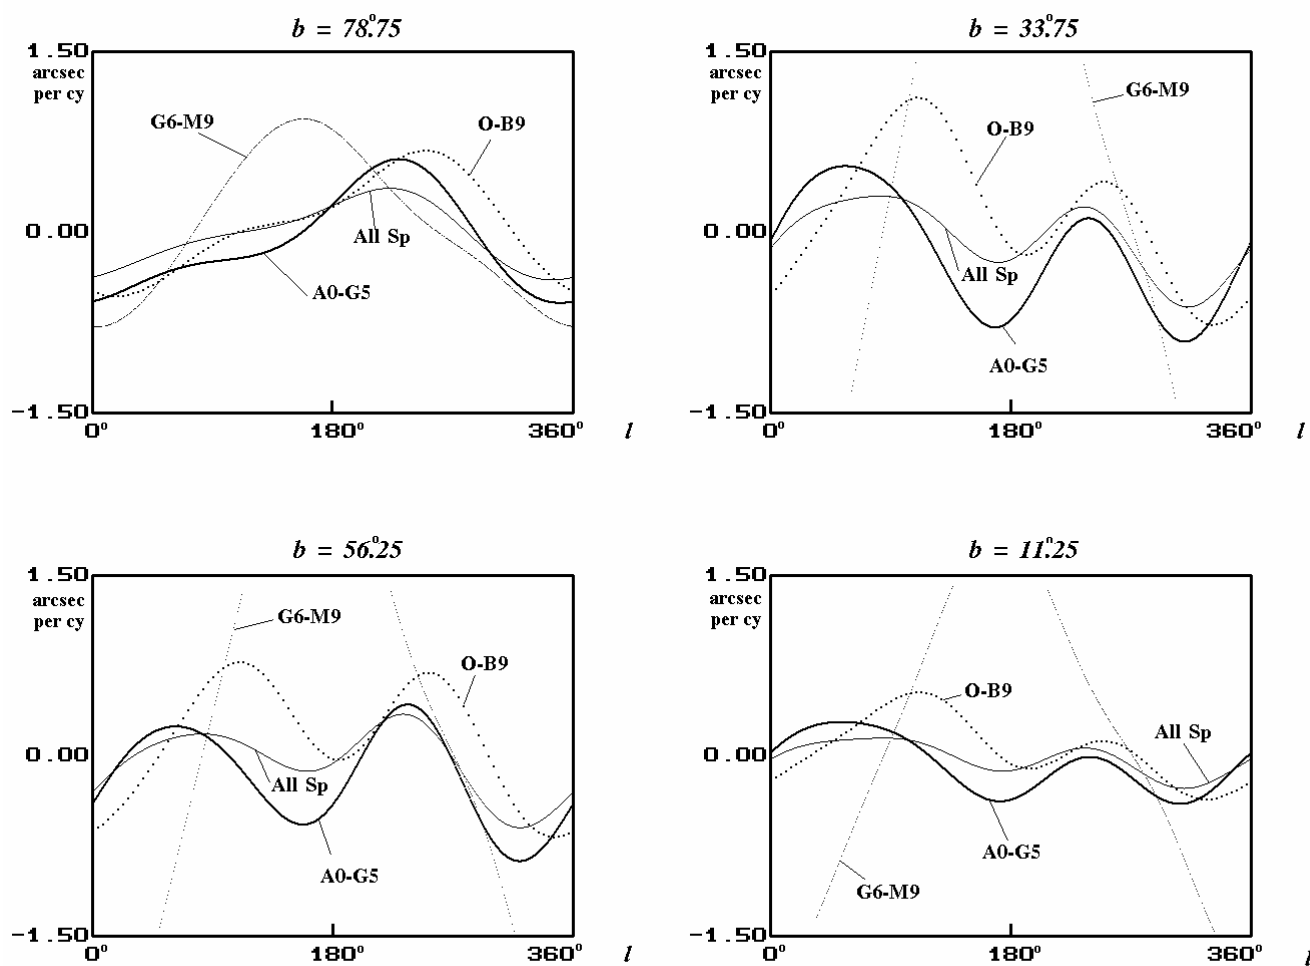 b = 78°.75
1.50
arcsec
per cy
G6-M9
O-B9
0.00
All Sp
A0-G5
-1.50
0° 180° 360° l
b = 33°.75
1.50
arcsec
per cy
G6-M9
O-B9
0.00
All Sp
A0-G5
-1.50
0° 180° 360° l
b = 56°.25
1.50
arcsec
per cy
G6-M9
O-B9
0.00
All Sp
A0-G5
-1.50
0° 180° 360° l
b = 11°.25
1.50
arcsec
per cy
O-B9
All Sp
0.00
A0-G5
G6-M9
-1.50
0° 180° 360° l